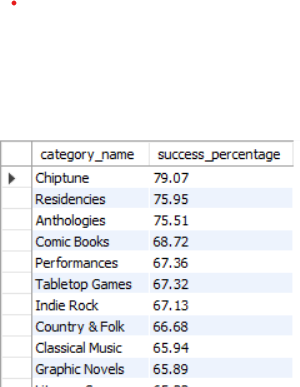 category_name success_percentage
Chiptune 79.07
Residencies 75.95
Anthologies 75.51
Comic Books 68.72
Performances 67.36
Tabletop Games 67.32
Indie Rock 67.13
Country & Folk 66.68
Classical Music 65.94
Graphic Novels 65.89